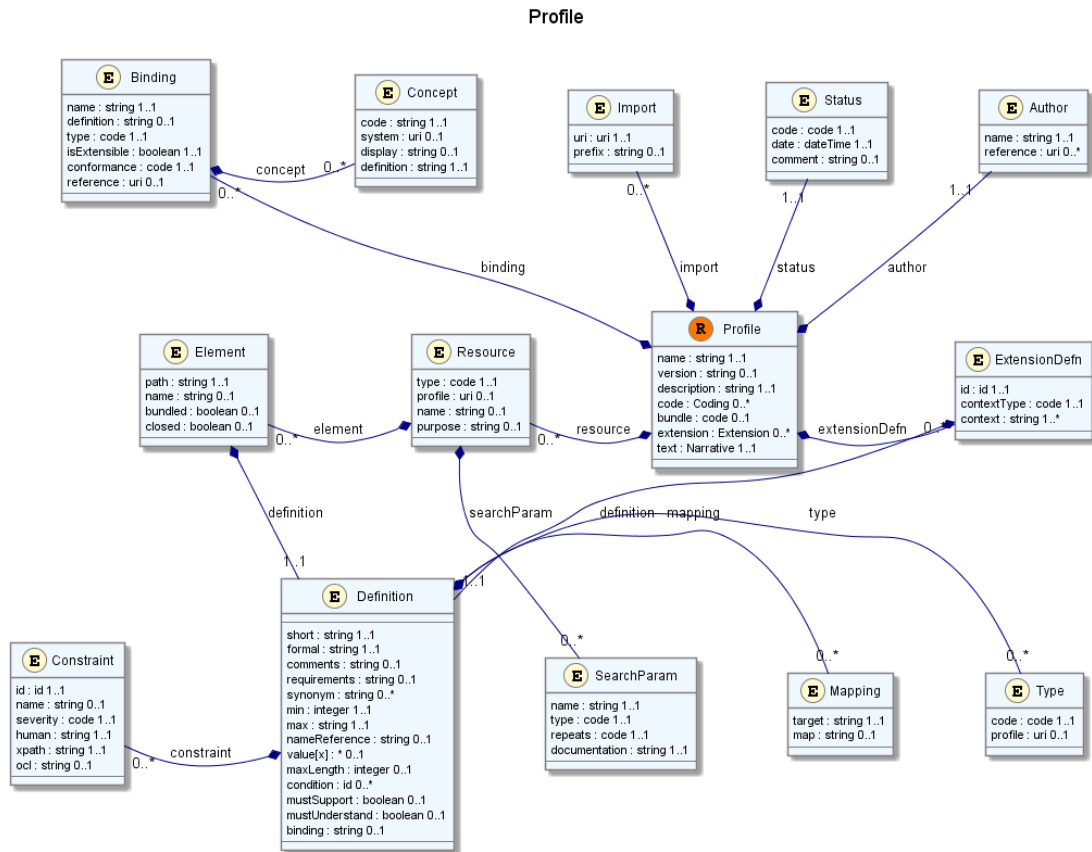 Profile
E Binding
name : string 1..1
definition : string 0..1
type : code 1..1
isExtensible : boolean 1..1
conformance : code 1..1
reference : uri 0..1
E Concept
code : string 1..1
system : uri 0..1
display : string 0..1
definition : string 1..1
E Import
uri : uri 1..1
prefix : string 0..1
E Status
code : code 1..1
date : dateTime 1..1
comment : string 0..1
E Author
name : string 1..1
reference : uri 0..*
concept
0..*
0..*
0..*
1..1
1..1
binding
import
status
author
E Element
path : string 1..1
name : string 0..1
bundled : boolean 0..1
closed : boolean 0..1
E Resource
type : code 1..1
profile : uri 0..1
name : string 0..1
purpose : string 0..1
R Profile
name : string 1..1
version : string 0..1
description : string 1..1
code : Coding 0..*
bundle : code 0..1
extension : Extension 0..*
text : Narrative 1..1
E ExtensionDefn
id : id 1..1
contextType : code 1..1
context : string 1..*
0..*
element
0..*
resource
extensionDefn
0..*
definition
searchParam
definition
mapping
type
1..1
1..1
E Definition
short : string 1..1
formal : string 1..1
comments : string 0..1
requirements : string 0..1
synonym : string 0..*
min : integer 1..1
max : string 1..1
nameReference : string 0..1
value[x] : * 0..1
maxLength : integer 0..1
condition : id 0..*
mustSupport : boolean 0..1
mustUnderstand : boolean 0..1
binding : string 0..1
E Constraint
id : id 1..1
name : string 0..1
severity : code 1..1
human : string 1..1
xpath : string 1..1
ocl : string 0..1
0..*
constraint
0..*
E SearchParam
name : string 1..1
type : code 1..1
repeats : code 1..1
documentation : string 1..1
0..*
E Mapping
target : string 1..1
map : string 0..1
0..*
E Type
code : code 1..1
profile : uri 0..1